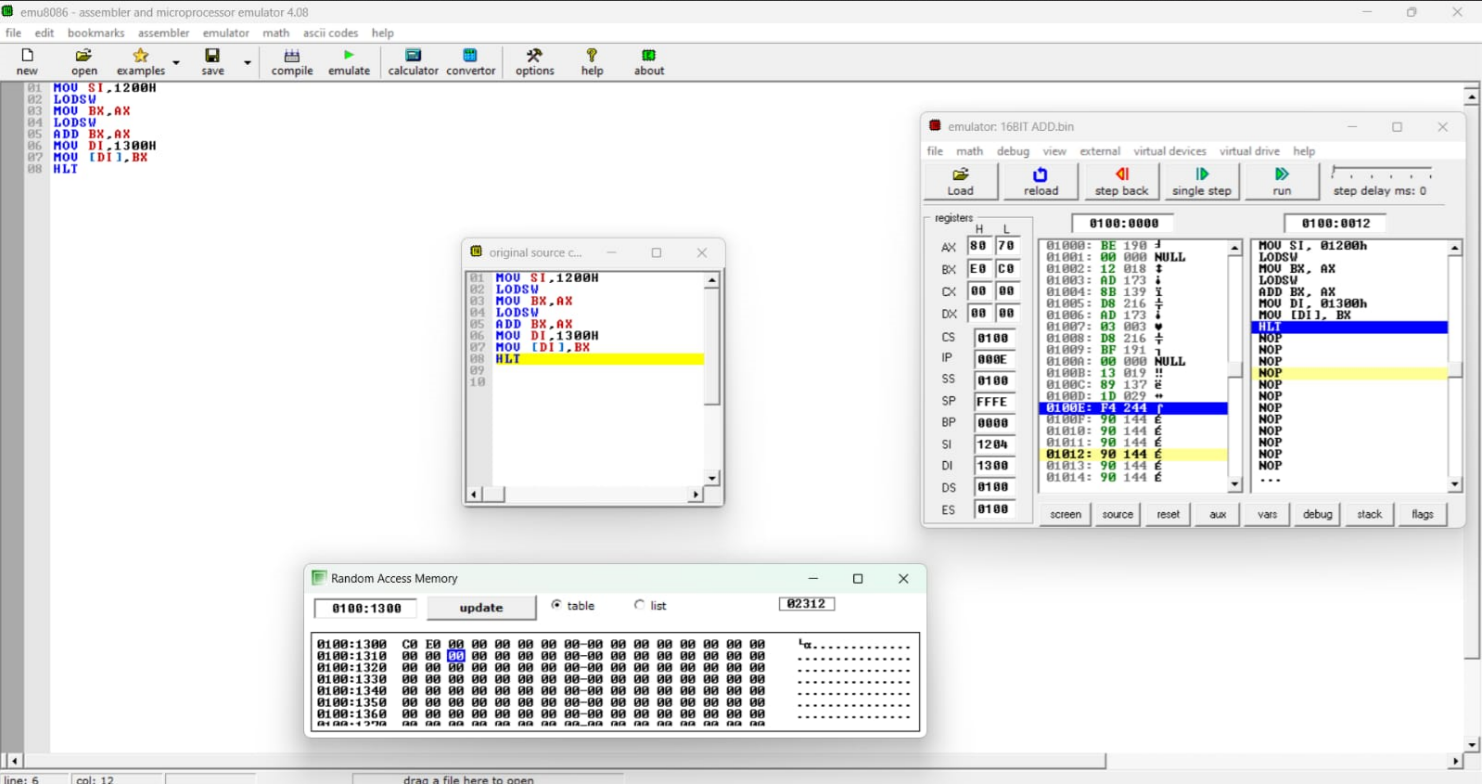 emu8086 - assembler and microprocessor emulator 4.08
file edit bookmarks assembler emulator math ascii codes help
new open examples save compile emulate calculator convertor options help about
01 MOV SI,1200H
02 LODSW
03 MOV BX,AX
04 LODSW
05 ADD BX,AX
06 MOV DI,1300H
07 MOV [DI],BX
08 HLT
original source c...
01 MOV SI,1200H
02 LODSW
03 MOV BX,AX
04 LODSW
05 ADD BX,AX
06 MOV DI,1300H
07 MOV [DI],BX
08 HLT
09
10
emulator: 16BIT ADD.bin
file math debug view external virtual devices virtual drive help
Load reload step back single step run step delay ms: 0
registers
H L
AX 80 70
BX E0 C0
CX 00 00
DX 00 00
CS 0100
IP 000E
SS 0100
SP FFFE
BP 0000
SI 1204
DI 1300
DS 0100
ES 0100
0100:0000
01000: BE 190 ╛
01001: 00 000 NULL
01002: 12 018 ↕
01003: AD 173 ¡
01004: 8B 139 ï
01005: D8 216 ╪
01006: AD 173 ¡
01007: 03 003 ♥
01008: D8 216 ╪
01009: BF 191 ┐
0100A: 00 000 NULL
0100B: 13 019 ‼
0100C: 89 137 ë
0100D: 1D 029 ↔
0100E: F4 244 ⌠
0100F: 90 144 É
01010: 90 144 É
01011: 90 144 É
01012: 90 144 É
01013: 90 144 É
01014: 90 144 É
0100:0012
MOV SI, 01200h
LODSW
MOV BX, AX
LODSW
ADD BX, AX
MOV DI, 01300h
MOV [DI], BX
HLT
NOP
NOP
NOP
NOP
NOP
NOP
NOP
NOP
NOP
NOP
NOP
NOP
...
screen source reset aux vars debug stack flags
Random Access Memory
0100:1300 update table list 02312
0100:1300 C0 E0 00 00 00 00 00 00-00 00 00 00 00 00 00 00 └α..............
0100:1310 00 00 00 00 00 00 00 00-00 00 00 00 00 00 00 00 ................
0100:1320 00 00 00 00 00 00 00 00-00 00 00 00 00 00 00 00 ................
0100:1330 00 00 00 00 00 00 00 00-00 00 00 00 00 00 00 00 ................
0100:1340 00 00 00 00 00 00 00 00-00 00 00 00 00 00 00 00 ................
0100:1350 00 00 00 00 00 00 00 00-00 00 00 00 00 00 00 00 ................
0100:1360 00 00 00 00 00 00 00 00-00 00 00 00 00 00 00 00 ................
line: 6 col: 12 drag a file here to open